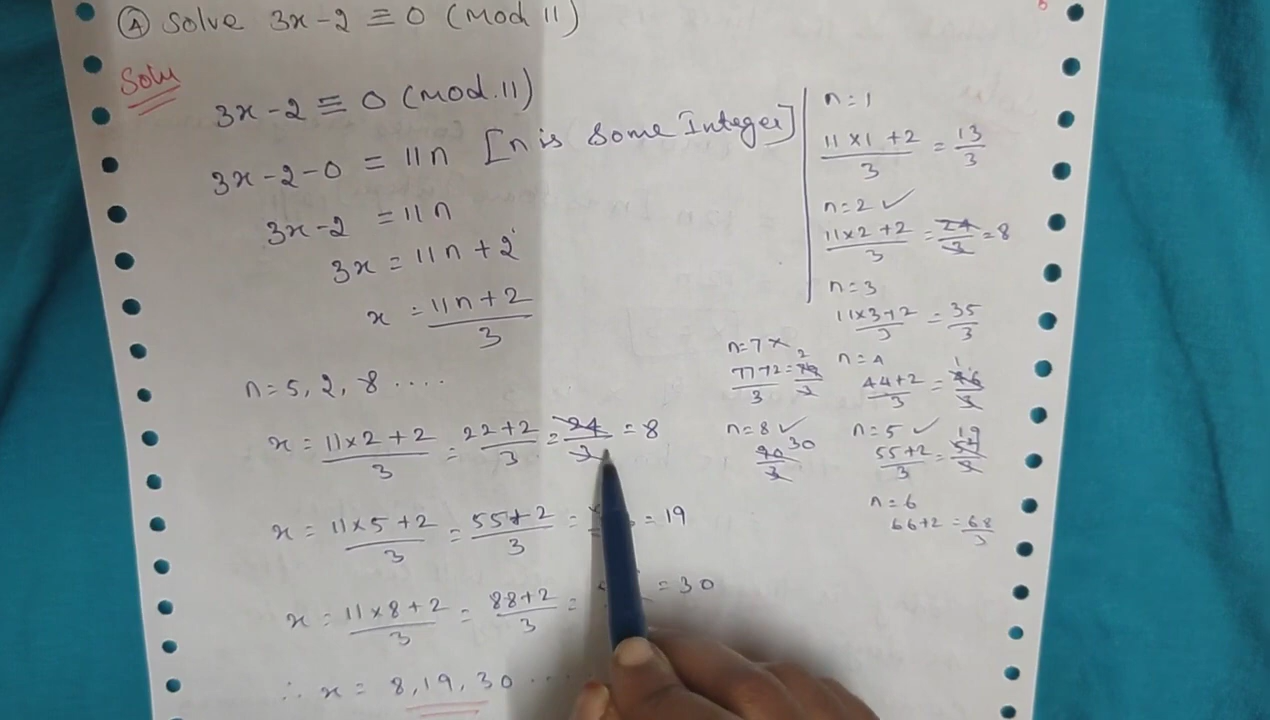 ④ Solve 3x-2 ≡ 0 (Mod 11)
Solu
3x-2 ≡ 0 (Mod.11)
3x-2-0 = 11n [n is Some Integer]
3x-2 = 11n
3x = 11n+2
x = 11n+2/3
n=5, 2, 8 ....
x = 11×2+2/3 = 22+2/3 = 24/3 = 8
x = 11×5+2/3 = 55+2/3 = = 19
x = 11×8+2/3 = 88+2/3 = = 30
∴ x = 8, 19, 30 ....
n=1
11×1+2/3 = 13/3
n=2 ✓
11×2+2/3 = 24/3 = 8
n=3
11×3+2/3 = 35/3
n=4
44+2/3 = 46/3
n=5 ✓ 19
55+2/3 = 57/3
n=6
66+2 = 68/3
n=7 ×
77+2/3 =
n=8 ✓
90/3 30